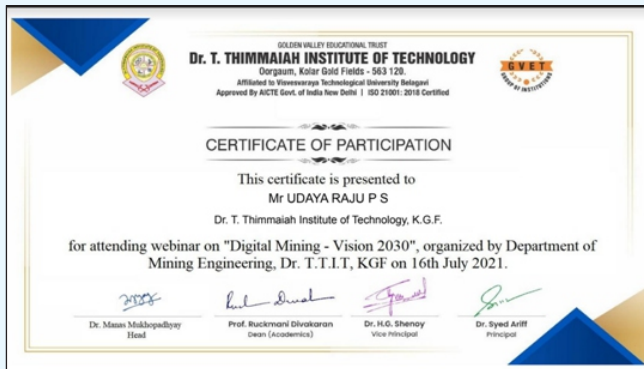 GOLDEN VALLEY EDUCATIONAL TRUST
Dr. T. THIMMAIAH INSTITUTE OF TECHNOLOGY
Oorgaum, Kolar Gold Fields - 563 120.
Affiliated to Visvesvaraya Technological University Belagavi
Approved By AICTE Govt. of India New Delhi | ISO 21001: 2018 Certified
GVET
GROUP OF INSTITUTIONS
CERTIFICATE OF PARTICIPATION
This certificate is presented to
Mr UDAYA RAJU P S
Dr. T. Thimmaiah Institute of Technology, K.G.F.
for attending webinar on "Digital Mining - Vision 2030", organized by Department of
Mining Engineering, Dr. T.T.I.T, KGF on 16th July 2021.
Dr. Manas Mukhopadhyay
Head
Prof. Ruckmani Divakaran
Dean (Academics)
Dr. H.G. Shenoy
Vice Principal
Dr. Syed Ariff
Principal